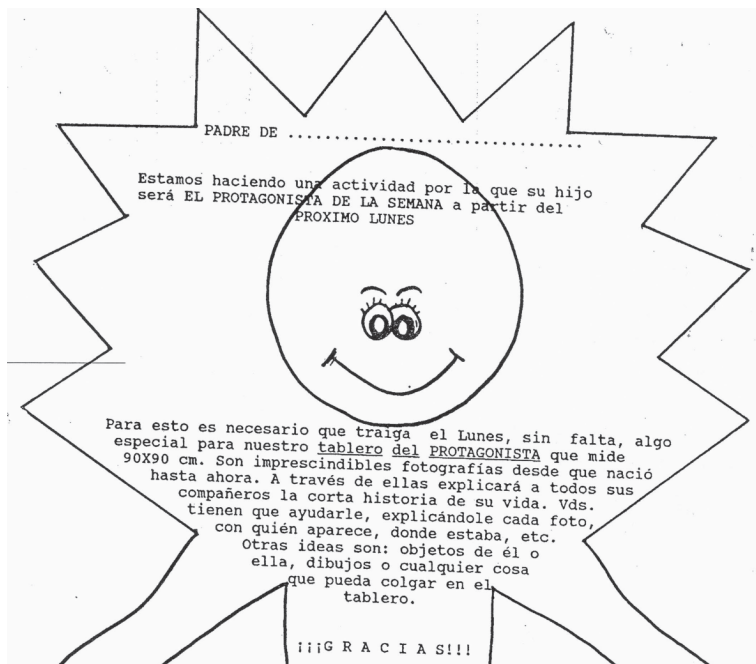 PADRE DE ......................................
Estamos haciendo una actividad por la que su hijo
será EL PROTAGONISTA DE LA SEMANA a partir del
PROXIMO LUNES
Para esto es necesario que traiga el Lunes, sin falta, algo
especial para nuestro tablero del PROTAGONISTA que mide
90X90 cm. Son imprescindibles fotografías desde que nació
hasta ahora. A través de ellas explicará a todos sus
compañeros la corta historia de su vida. Vds.
tienen que ayudarle, explicándole cada foto,
con quién aparece, donde estaba, etc.
Otras ideas son: objetos de él o
ella, dibujos o cualquier cosa
que pueda colgar en el
tablero.
¡¡¡G R A C I A S!!!